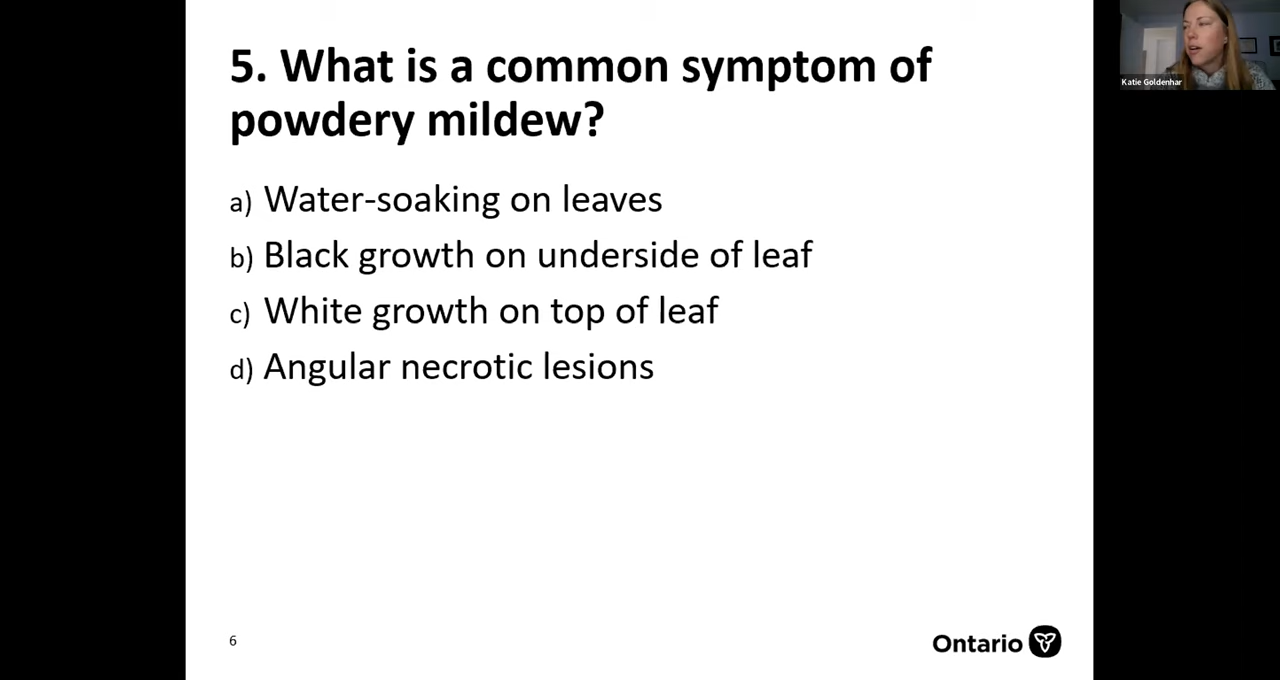 5. What is a common symptom of
powdery mildew?
a) Water-soaking on leaves
b) Black growth on underside of leaf
c) White growth on top of leaf
d) Angular necrotic lesions
6
Ontario
Katie Goldenhar